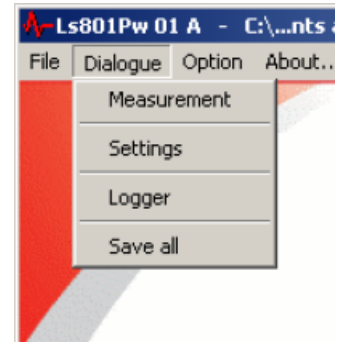 Ls801Pw 01 A - C:\...nts a
File Dialogue Option About..
Measurement
Settings
Logger
Save all